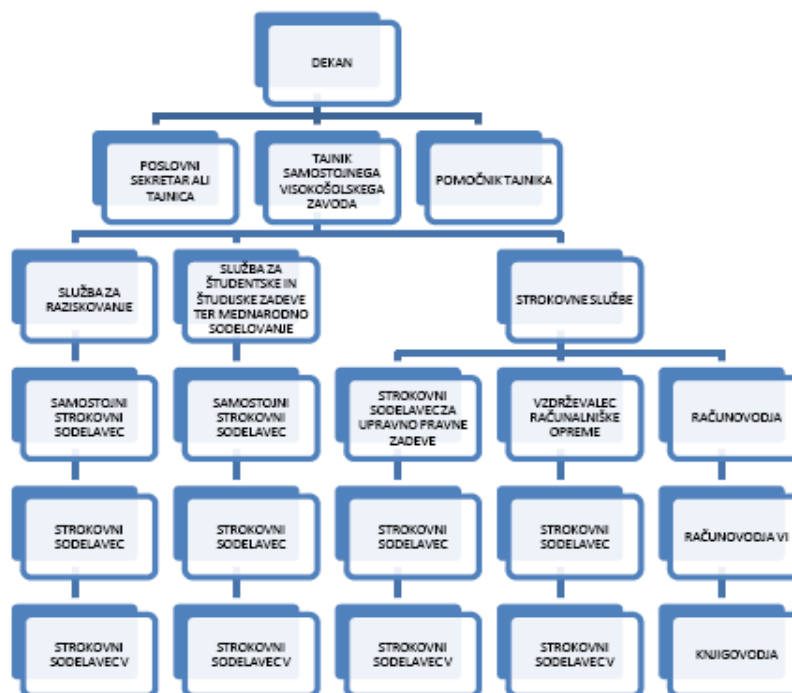 DEKAN
POSLOVNI
SEKRETAR ALI
TAJNICA
TAJNIK
SAMOSTOJNEGA
VISOKOŠOLSKEGA
ZAVODA
POMOČNIK TAJNIKA
SLUŽBA ZA
RAZISKOVANJE
SLUŽBA ZA
ŠTUDENTSKE IN
ŠTUDIJSKE ZADEVE
TER MEDNARODNO
SODELOVANJE
STROKOVNE SLUŽBE
SAMOSTOJNI
STROKOVNI
SODELAVEC
SAMOSTOJNI
STROKOVNI
SODELAVEC
STROKOVNI
SODELAVEC ZA
UPRAVNO PRAVNE
ZADEVE
VZDRŽEVALEC
RAČUNALNIŠKE
OPREME
RAČUNOVODJA
STROKOVNI
SODELAVEC
STROKOVNI
SODELAVEC
STROKOVNI
SODELAVEC
STROKOVNI
SODELAVEC
RAČUNOVODJA VI
STROKOVNI
SODELAVEC V
STROKOVNI
SODELAVEC V
STROKOVNI
SODELAVEC V
STROKOVNI
SODELAVEC V
KNJIGOVODJA